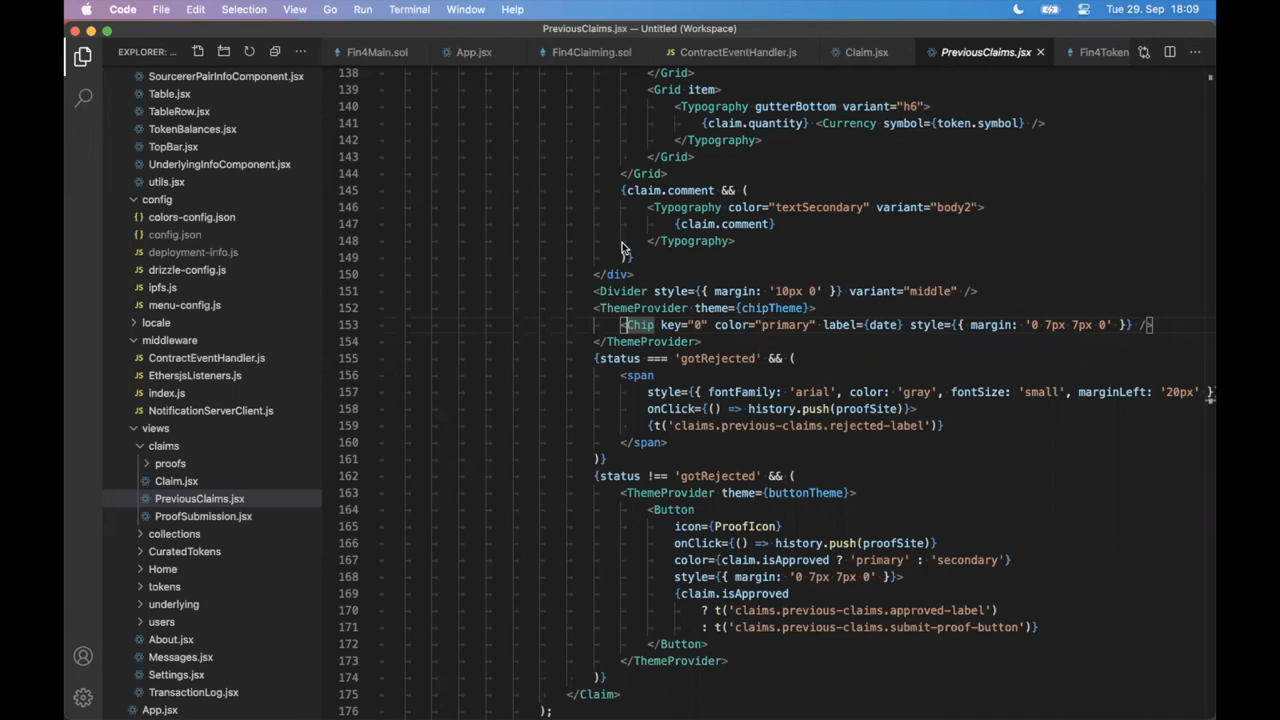 Code File Edit Selection View Go Run Terminal Window Help Tue 29. Sep 18:09
PreviousClaims.jsx — Untitled (Workspace)
EXPLORER: ...
Fin4Main.sol App.jsx Fin4Claiming.sol ContractEventHandler.js Claim.jsx PreviousClaims.jsx Fin4Token
SourcererPairInfoComponent.jsx
Table.jsx
TableRow.jsx
TokenBalances.jsx
TopBar.jsx
UnderlyingInfoComponent.jsx
utils.jsx
config
colors-config.json
config.json
deployment-info.js
drizzle-config.js
ipfs.js
menu-config.js
locale
middleware
ContractEventHandler.js
EthersjsListeners.js
index.js
NotificationServerClient.js
views
claims
proofs
Claim.jsx
PreviousClaims.jsx
ProofSubmission.jsx
collections
CuratedTokens
Home
tokens
underlying
users
About.jsx
Messages.jsx
Settings.jsx
TransactionLog.jsx
App.jsx
138 </Grid>
139 <Grid item>
140 <Typography gutterBottom variant="h6">
141 {claim.quantity} <Currency symbol={token.symbol} />
142 </Typography>
143 </Grid>
144 </Grid>
145 {claim.comment && (
146 <Typography color="textSecondary" variant="body2">
147 {claim.comment}
148 </Typography>
149 )}
150 </div>
151 <Divider style={{ margin: '10px 0' }} variant="middle" />
152 <ThemeProvider theme={chipTheme}>
153 <Chip key="0" color="primary" label={date} style={{ margin: '0 7px 7px 0' }} />
154 </ThemeProvider>
155 {status === 'gotRejected' && (
156 <span
157 style={{ fontFamily: 'arial', color: 'gray', fontSize: 'small', marginLeft: '20px' }
158 onClick={() => history.push(proofSite)}>
159 {t('claims.previous-claims.rejected-label')}
160 </span>
161 )}
162 {status !== 'gotRejected' && (
163 <ThemeProvider theme={buttonTheme}>
164 <Button
165 icon={ProofIcon}
166 onClick={() => history.push(proofSite)}
167 color={claim.isApproved ? 'primary' : 'secondary'}
168 style={{ margin: '0 7px 7px 0' }}>
169 {claim.isApproved
170 ? t('claims.previous-claims.approved-label')
171 : t('claims.previous-claims.submit-proof-button')}
172 </Button>
173 </ThemeProvider>
174 )}
175 </Claim>
176 );